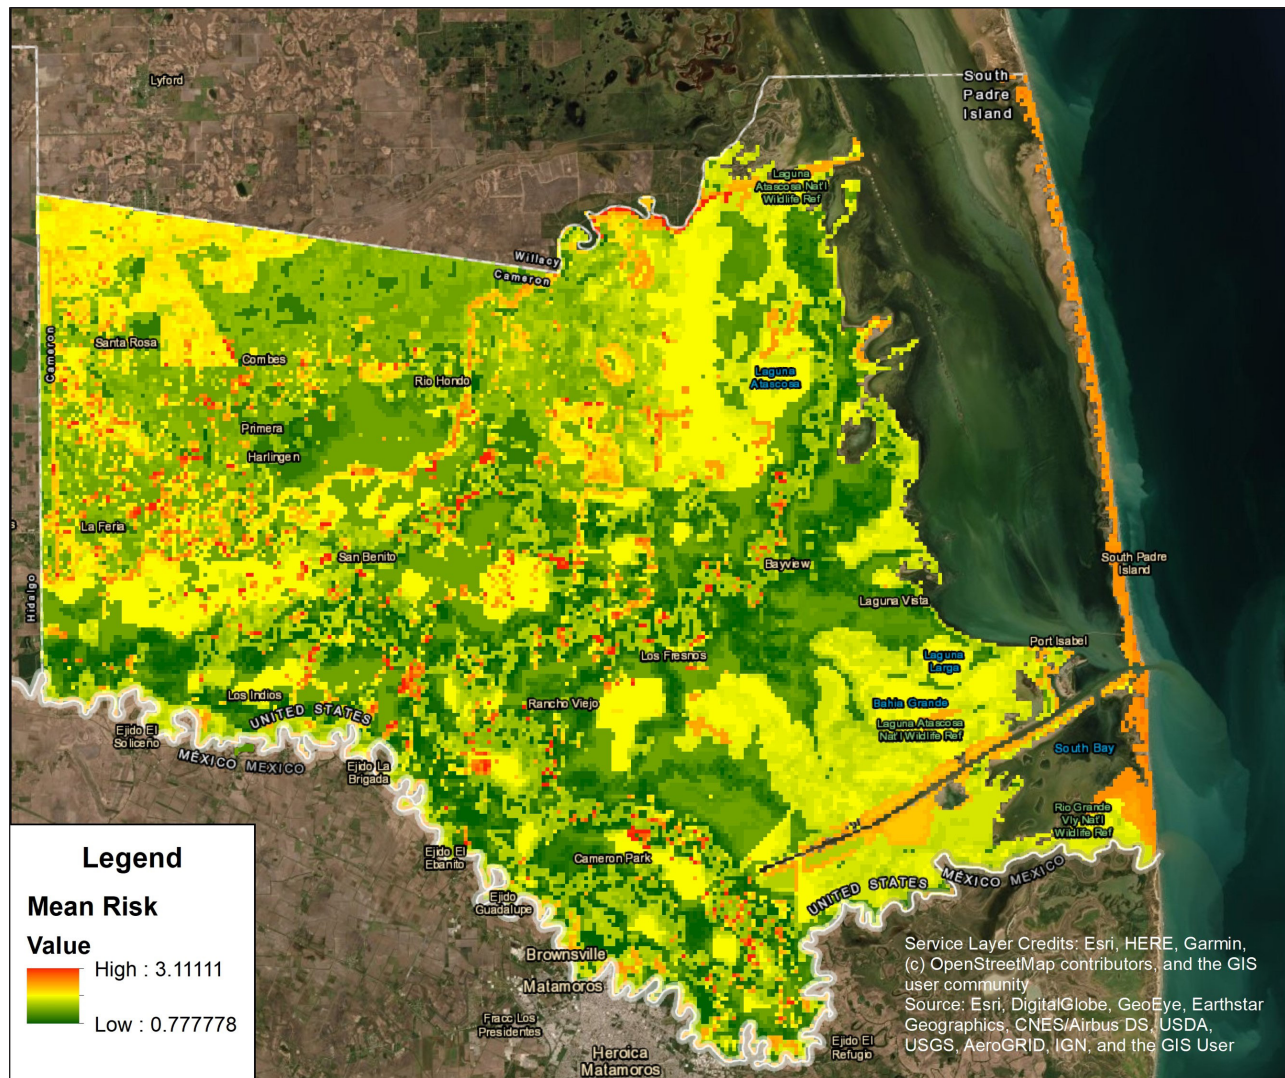 Lyford
South
Padre
Island
Laguna
Atascosa Nat'l
Wildlife Ref
Willacy
Cameron
Cameron
Santa Rosa
Combes
Rio Hondo
Laguna
Atascosa
Primera
Harlingen
La Feria
San Benito
Bayview
South Padre
Island
Hidalgo
Laguna Vista
Port Isabel
Los Fresnos
Laguna
Larga
Los Indios
Rancho Viejo
Bahia Grande
Laguna Atascosa
Nat'l Wildlife Ref
UNITED STATES
MÉXICO MEXICO
Ejido El
Soliceño
South Bay
Ejido La
Brigada
Rio Grande
Vly Nat'l
Wildlife Ref
Ejido El
Ebanito
Cameron Park
UNITED STATES
MÉXICO MEXICO
Ejido
Guadalupe
Brownsville
Matamoros
Fracc Los
Presidentes
Heroica
Matamoros
Ejido El
Refugio
Legend
Mean Risk
Value
High : 3.11111
Low : 0.777778
Service Layer Credits: Esri, HERE, Garmin,
(c) OpenStreetMap contributors, and the GIS
user community
Source: Esri, DigitalGlobe, GeoEye, Earthstar
Geographics, CNES/Airbus DS, USDA,
USGS, AeroGRID, IGN, and the GIS User